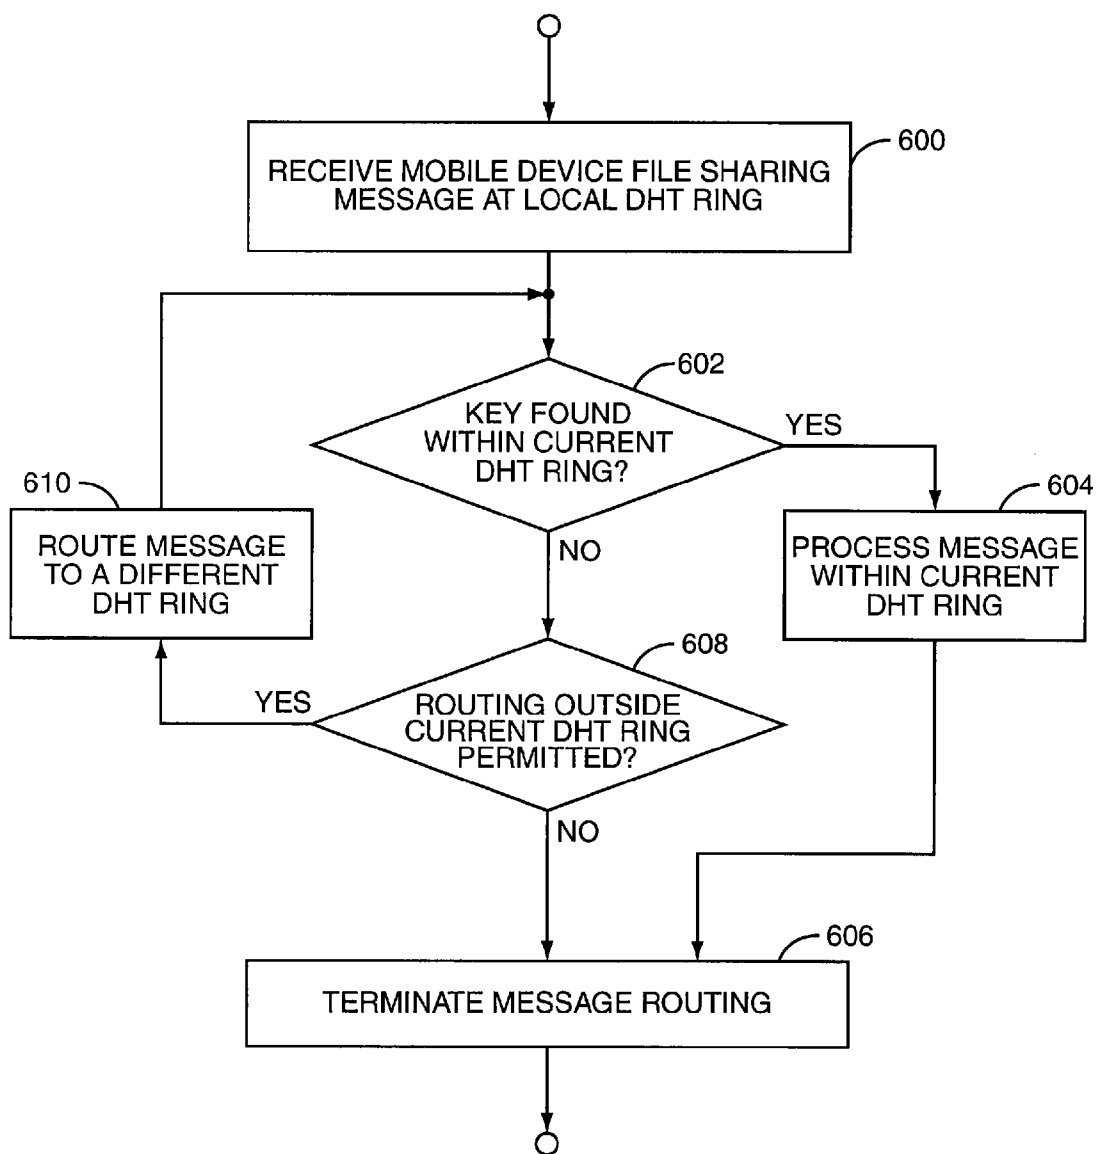 600
RECEIVE MOBILE DEVICE FILE SHARING
MESSAGE AT LOCAL DHT RING
602
KEY FOUND
WITHIN CURRENT
DHT RING?
YES
NO
610
ROUTE MESSAGE
TO A DIFFERENT
DHT RING
604
PROCESS MESSAGE
WITHIN CURRENT
DHT RING
608
YES
ROUTING OUTSIDE
CURRENT DHT RING
PERMITTED?
NO
606
TERMINATE MESSAGE ROUTING